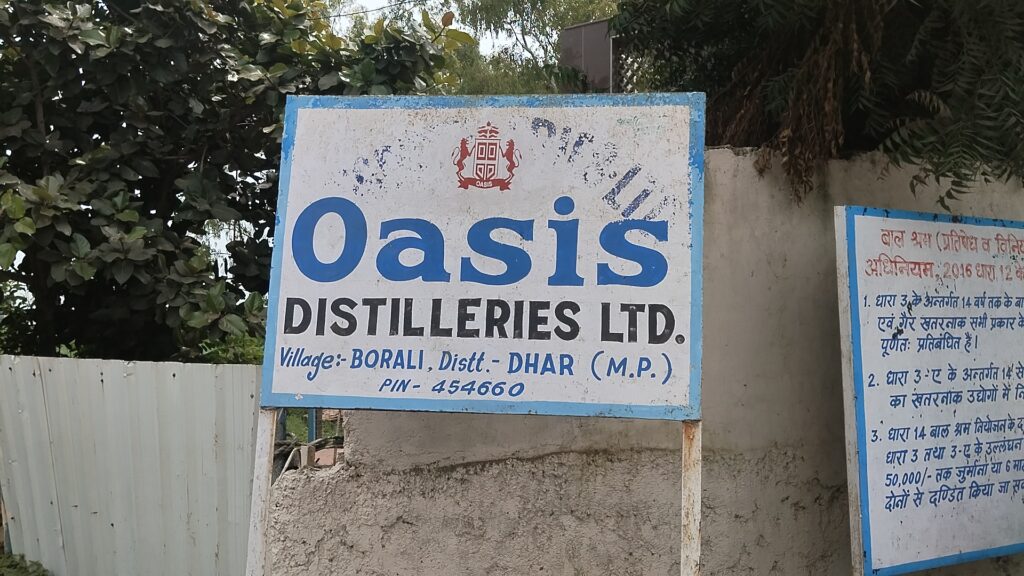 OASIS
Oasis
DISTILLERIES LTD.
Village:- BORALI, Distt.- DHAR (M.P.)
PIN- 454660
बाल श्रम (प्रतिषेध व
अधिनियम, 2016 धारा 12
1. धारा 3 के अन्तर्गत 14 वर्ष तक के
एवं गैर खतरनाक सभी प्रकार के
पूर्णतः प्रतिबंधित है।
2. धारा 3-ए के अन्तर्गत 14 से
का खतरनाक उद्योगों में
3. धारा 14 बाल श्रम नियोजन के
धारा 3 तथा 3-ए के उल्लंघन
50,000/- तक जुर्माना या 6
दोनों से दण्डित किया जा